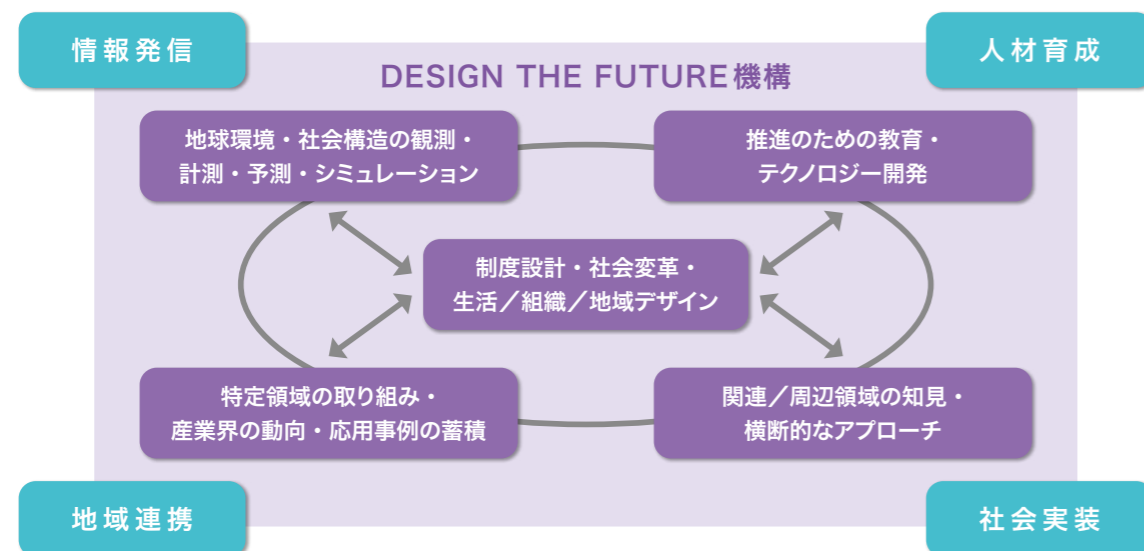 情報発信
人材育成
DESIGN THE FUTURE機構
地球環境・社会構造の観測・
計測・予測・シミュレーション
推進のための教育・
テクノロジー開発
制度設計・社会変革・
生活／組織／地域デザイン
特定領域の取り組み・
産業界の動向・応用事例の蓄積
関連／周辺領域の知見・
横断的なアプローチ
地域連携
社会実装